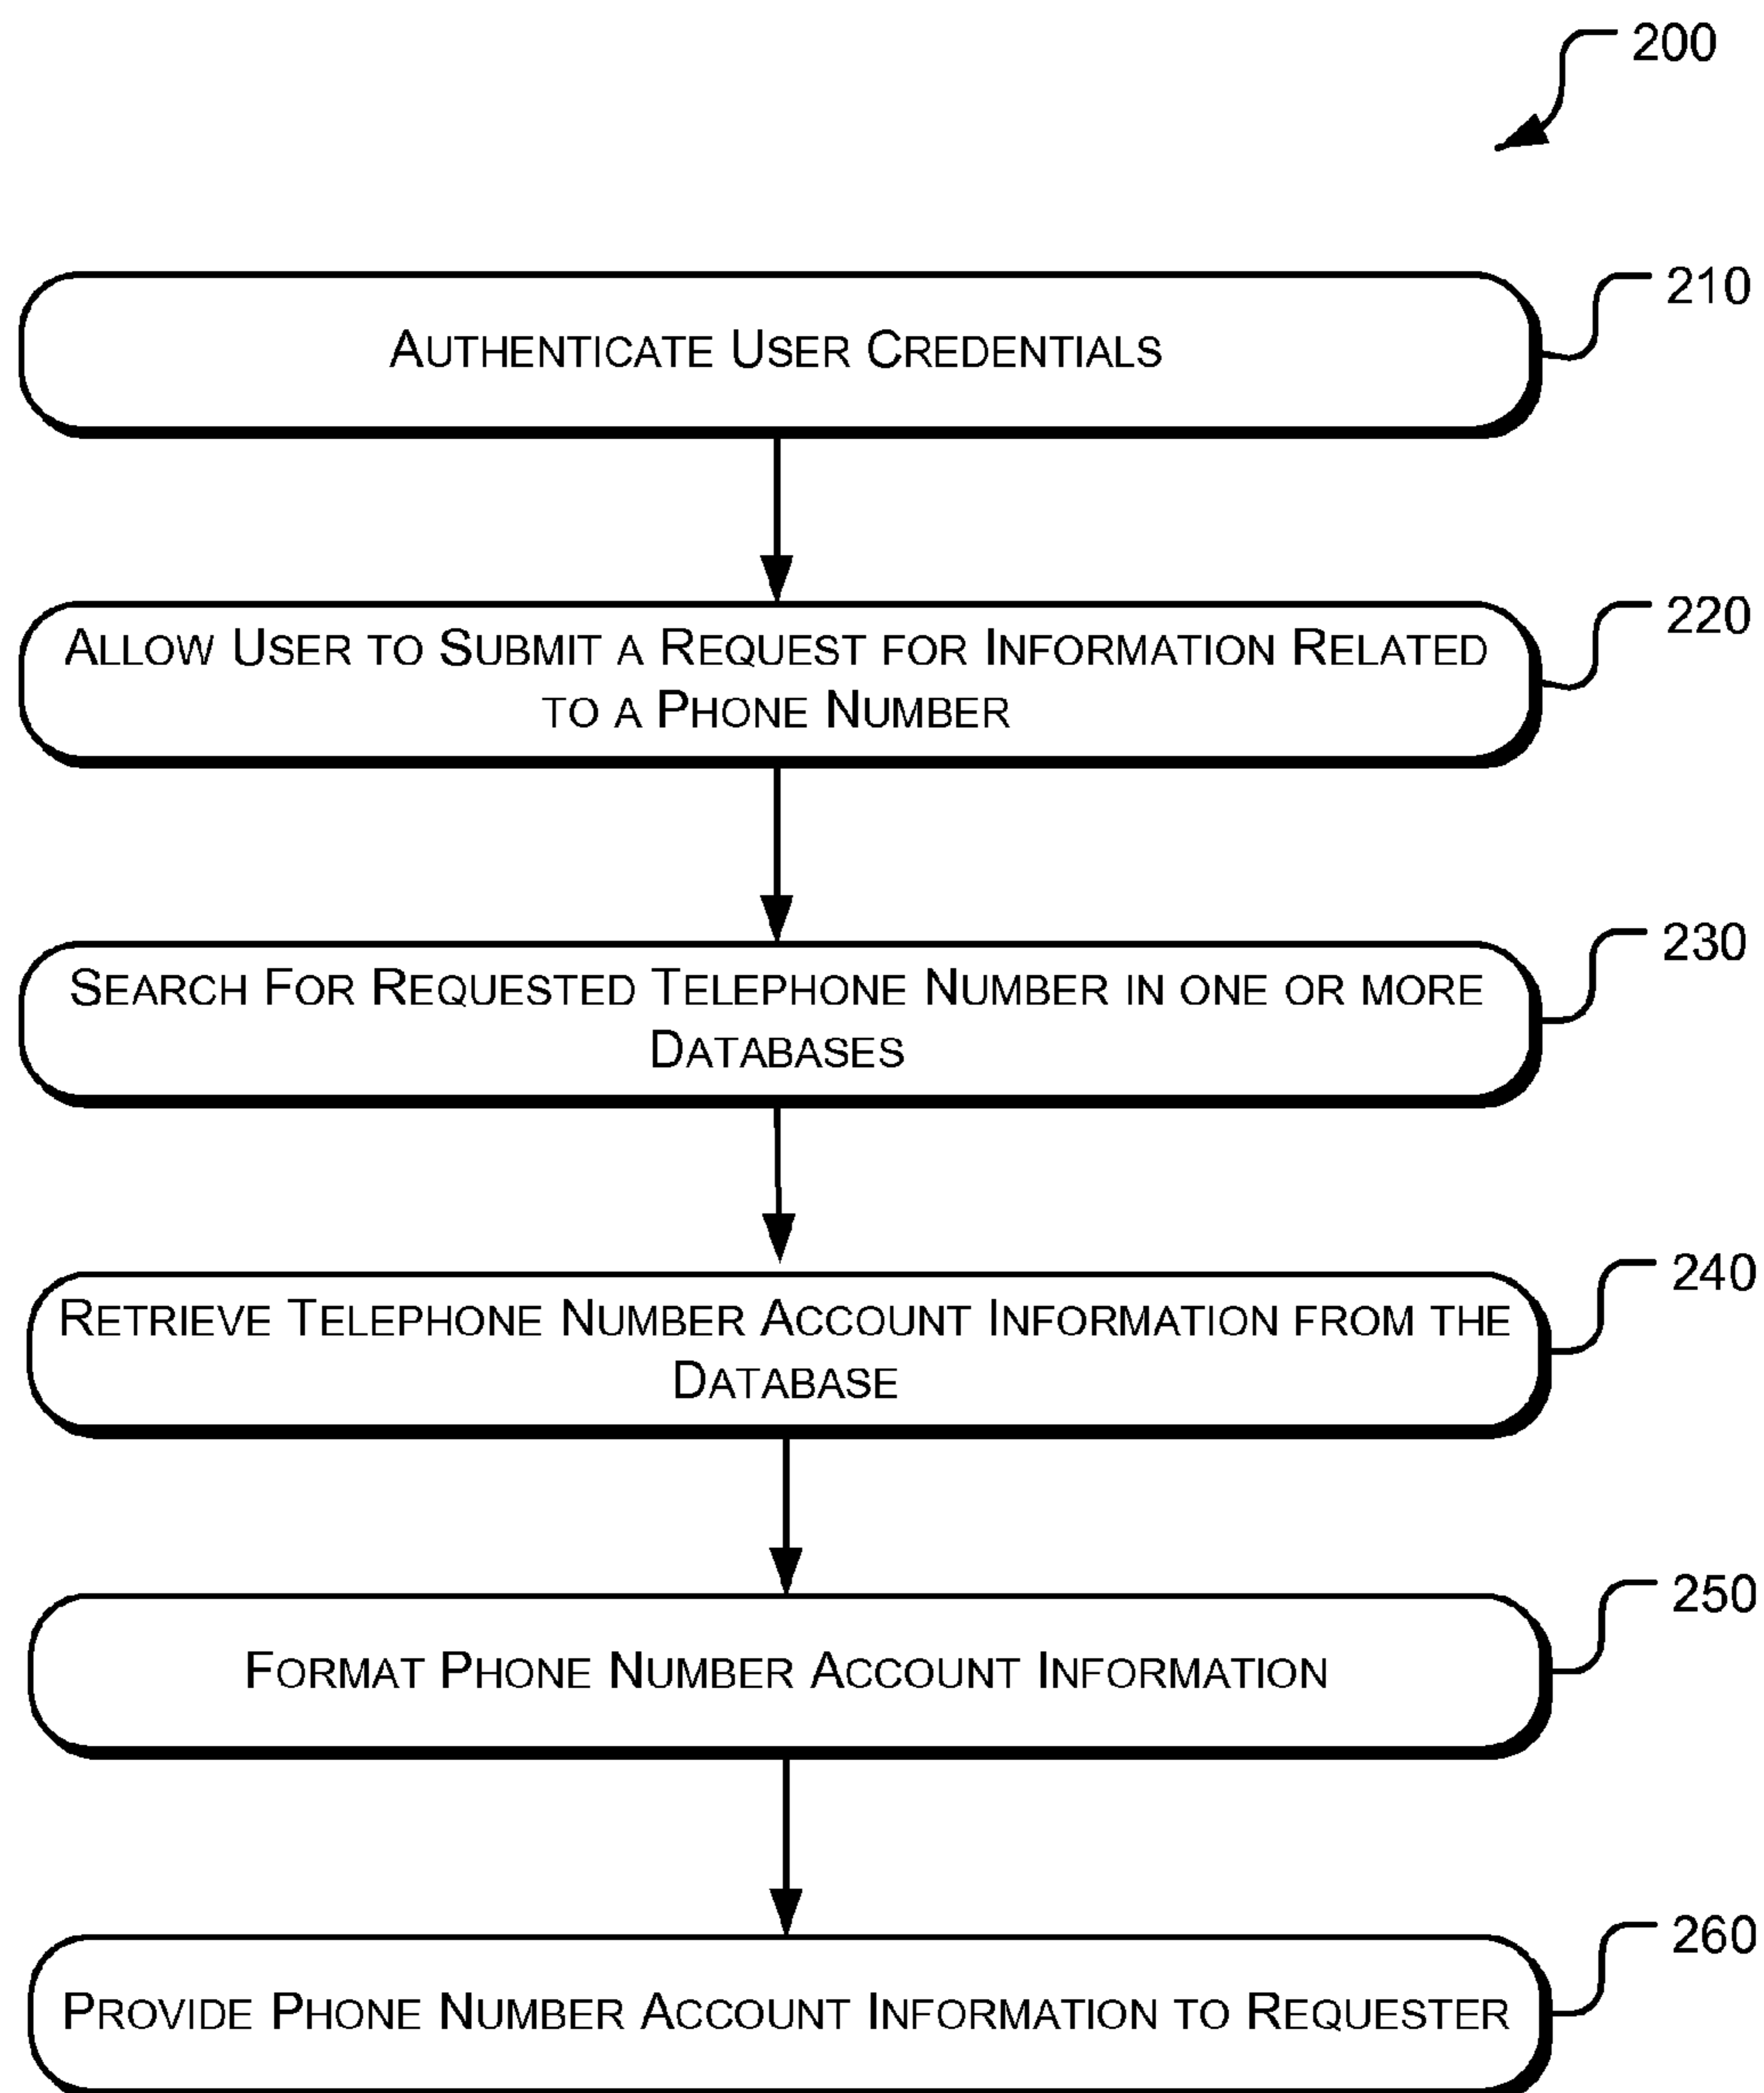 200
210
AUTHENTICATE USER CREDENTIALS
220
ALLOW USER TO SUBMIT A REQUEST FOR INFORMATION RELATED
TO A PHONE NUMBER
230
SEARCH FOR REQUESTED TELEPHONE NUMBER IN ONE OR MORE
DATABASES
240
RETRIEVE TELEPHONE NUMBER ACCOUNT INFORMATION FROM THE
DATABASE
250
FORMAT PHONE NUMBER ACCOUNT INFORMATION
260
PROVIDE PHONE NUMBER ACCOUNT INFORMATION TO REQUESTER